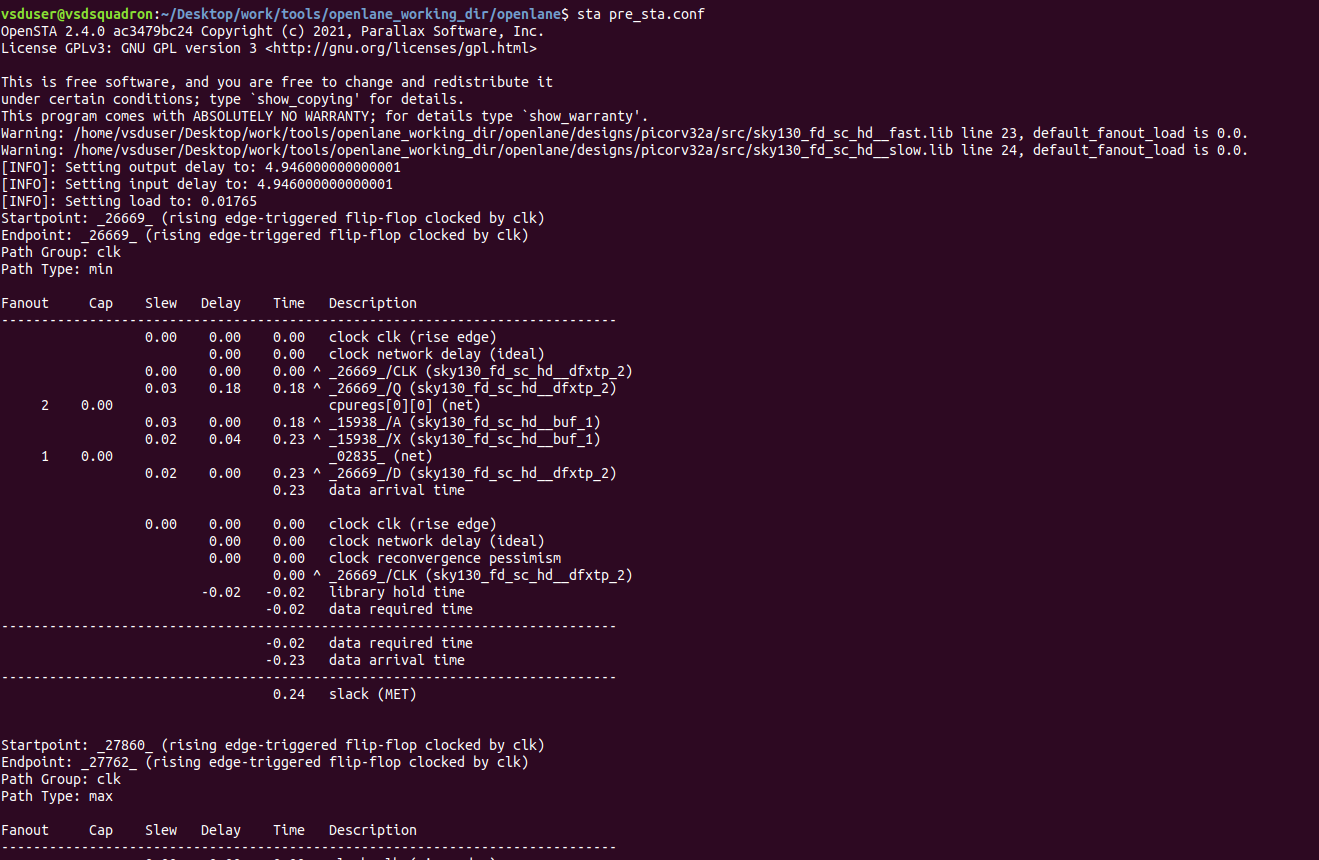 vsduser@vsdsquadron:~/Desktop/work/tools/openlane_working_dir/openlane$ sta pre_sta.conf
OpenSTA 2.4.0 ac3479bc24 Copyright (c) 2021, Parallax Software, Inc.
License GPLv3: GNU GPL version 3 <http://gnu.org/licenses/gpl.html>

This is free software, and you are free to change and redistribute it
under certain conditions; type `show_copying' for details.
This program comes with ABSOLUTELY NO WARRANTY; for details type `show_warranty'.
Warning: /home/vsduser/Desktop/work/tools/openlane_working_dir/openlane/designs/picorv32a/src/sky130_fd_sc_hd__fast.lib line 23, default_fanout_load is 0.0.
Warning: /home/vsduser/Desktop/work/tools/openlane_working_dir/openlane/designs/picorv32a/src/sky130_fd_sc_hd__slow.lib line 24, default_fanout_load is 0.0.
[INFO]: Setting output delay to: 4.946000000000001
[INFO]: Setting input delay to: 4.946000000000001
[INFO]: Setting load to: 0.01765
Startpoint: _26669_ (rising edge-triggered flip-flop clocked by clk)
Endpoint: _26669_ (rising edge-triggered flip-flop clocked by clk)
Path Group: clk
Path Type: min

Fanout     Cap    Slew   Delay    Time   Description
-----------------------------------------------------------------------------
                  0.00    0.00    0.00   clock clk (rise edge)
                          0.00    0.00   clock network delay (ideal)
                  0.00    0.00    0.00 ^ _26669_/CLK (sky130_fd_sc_hd__dfxtp_2)
                  0.03    0.18    0.18 ^ _26669_/Q (sky130_fd_sc_hd__dfxtp_2)
     2    0.00                           cpuregs[0][0] (net)
                  0.03    0.00    0.18 ^ _15938_/A (sky130_fd_sc_hd__buf_1)
                  0.02    0.04    0.23 ^ _15938_/X (sky130_fd_sc_hd__buf_1)
     1    0.00                           _02835_ (net)
                  0.02    0.00    0.23 ^ _26669_/D (sky130_fd_sc_hd__dfxtp_2)
                                  0.23   data arrival time

                  0.00    0.00    0.00   clock clk (rise edge)
                          0.00    0.00   clock network delay (ideal)
                          0.00    0.00   clock reconvergence pessimism
                                  0.00 ^ _26669_/CLK (sky130_fd_sc_hd__dfxtp_2)
                         -0.02   -0.02   library hold time
                                 -0.02   data required time
-----------------------------------------------------------------------------
                                 -0.02   data required time
                                 -0.23   data arrival time
-----------------------------------------------------------------------------
                                  0.24   slack (MET)

Startpoint: _27860_ (rising edge-triggered flip-flop clocked by clk)
Endpoint: _27762_ (rising edge-triggered flip-flop clocked by clk)
Path Group: clk
Path Type: max

Fanout     Cap    Slew   Delay    Time   Description
-----------------------------------------------------------------------------